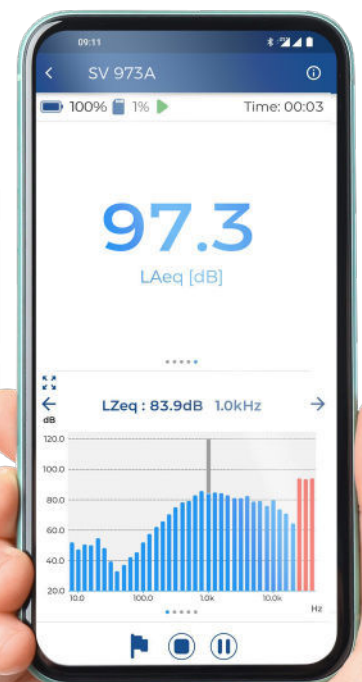 09:11
SV 973A
100% 1% Time: 00:03
97.3
LAeq [dB]
LZeq : 83.9dB 1.0kHz
dB
120.0
100.0
80.0
60.0
40.0
20.0
10.0 100.0 1.0k 10.0k
Hz